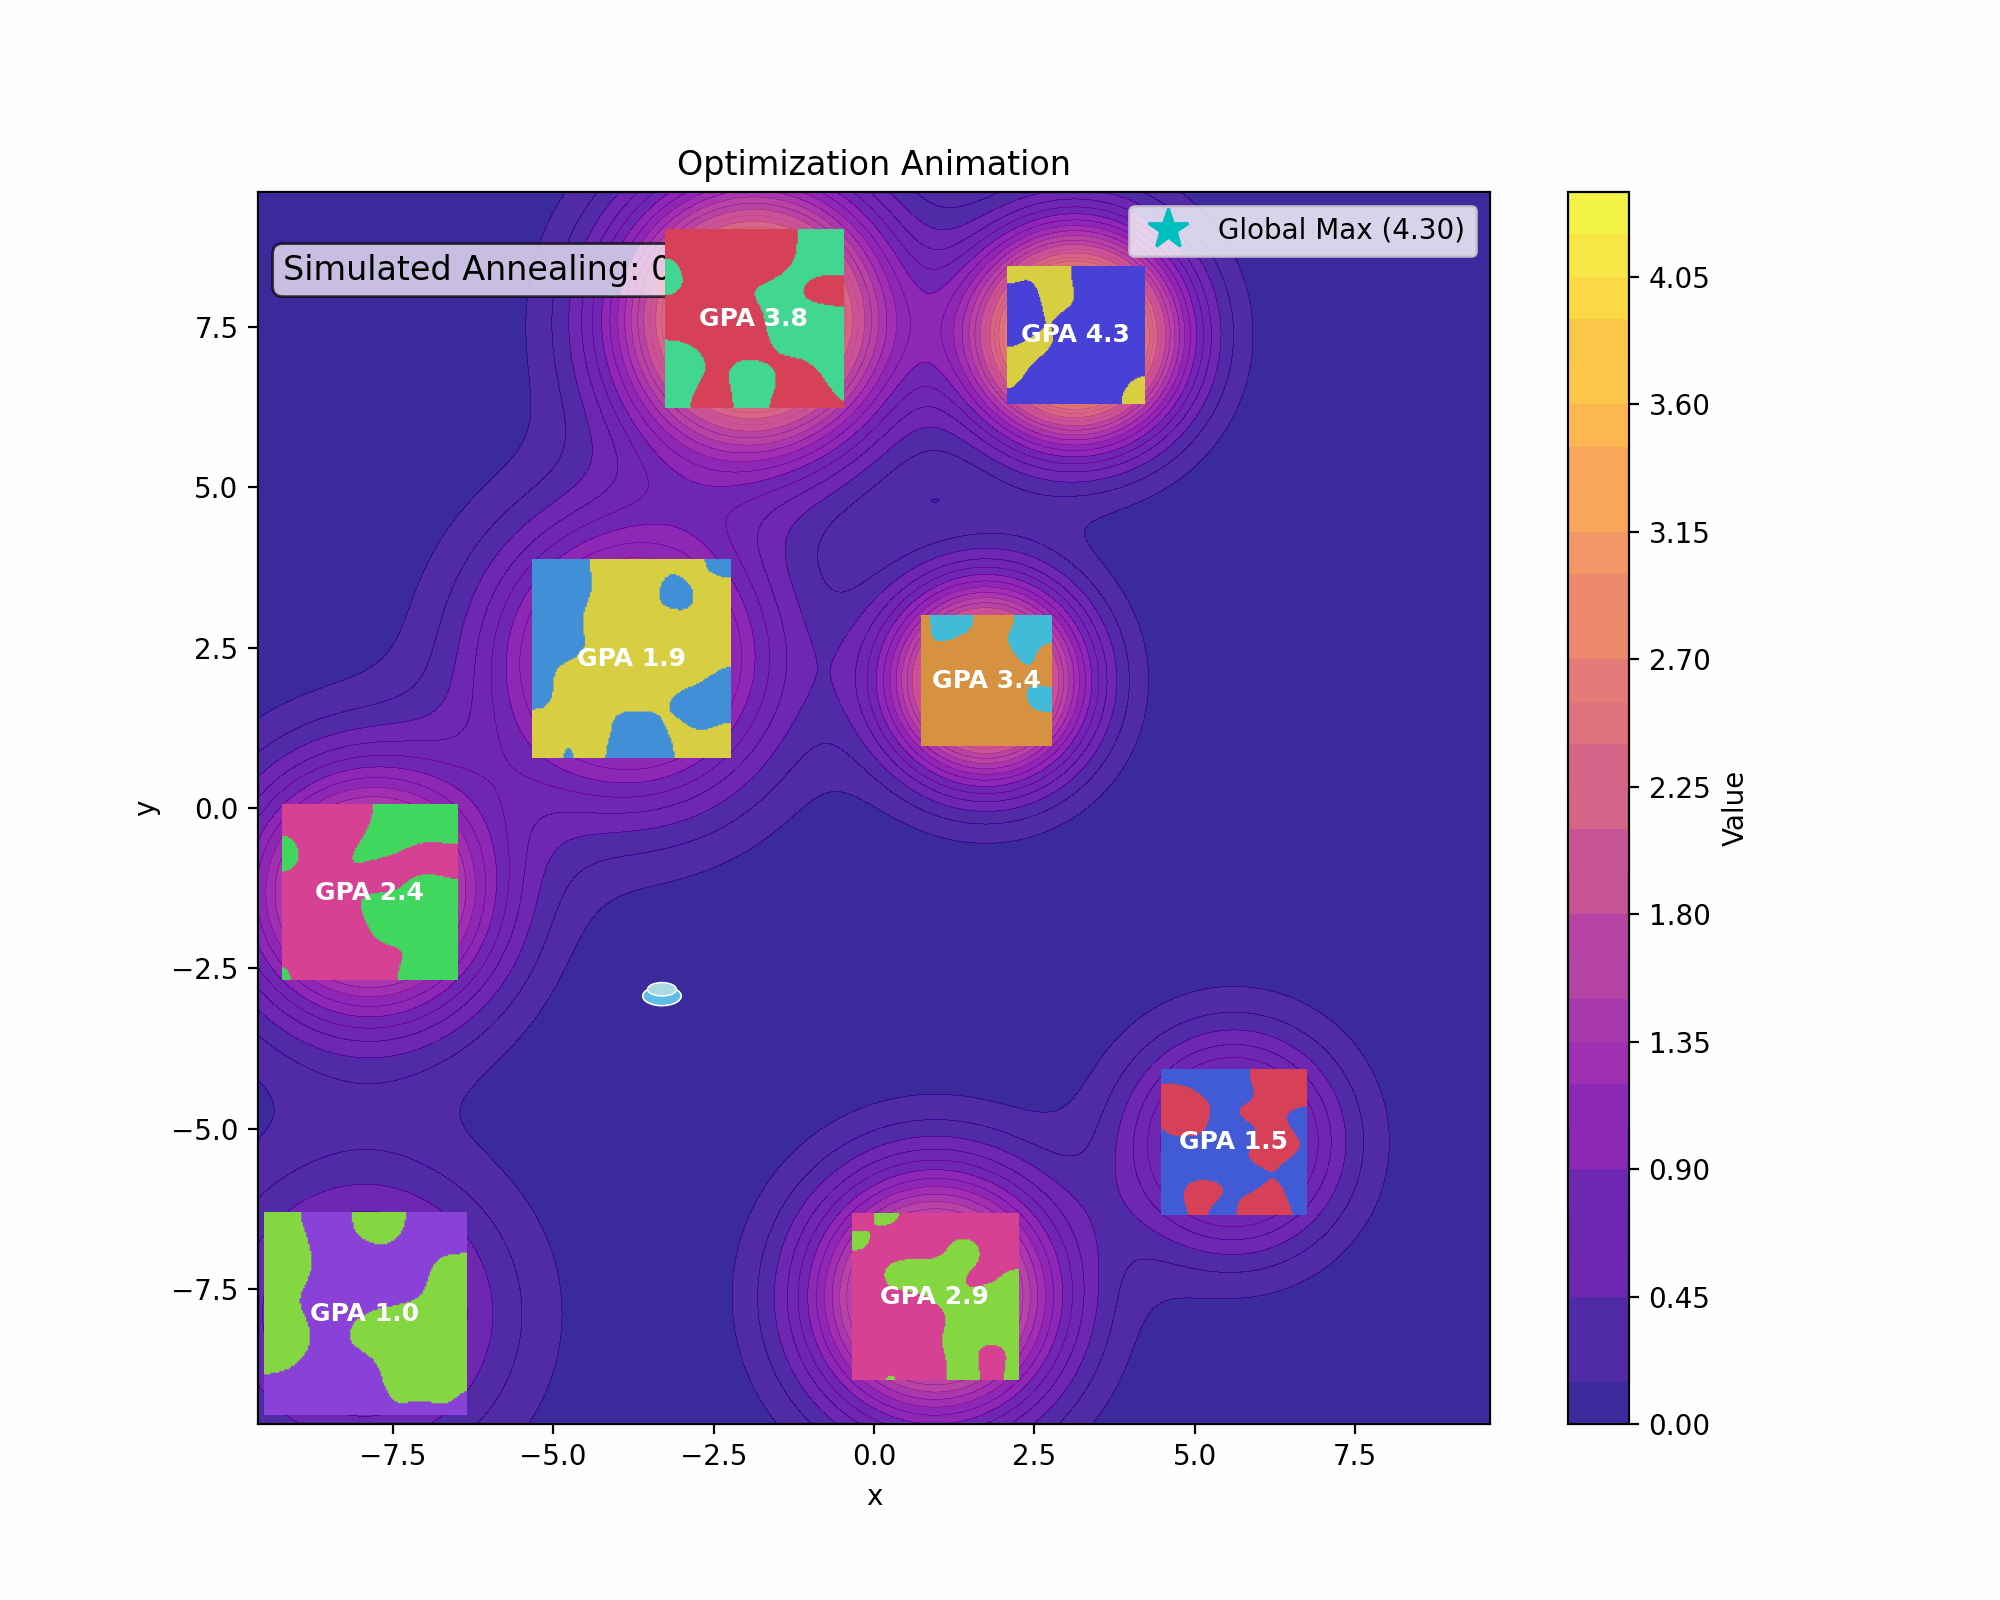 Optimization Animation
Simulated Annealing: 0
Global Max (4.30)
GPA 3.8
GPA 4.3
GPA 1.9
GPA 3.4
GPA 2.4
GPA 1.5
GPA 2.9
GPA 1.0
y
7.5
5.0
2.5
0.0
−2.5
−5.0
−7.5
−7.5
−5.0
−2.5
0.0
2.5
5.0
7.5
x
4.05
3.60
3.15
2.70
2.25
1.80
1.35
0.90
0.45
0.00
Value